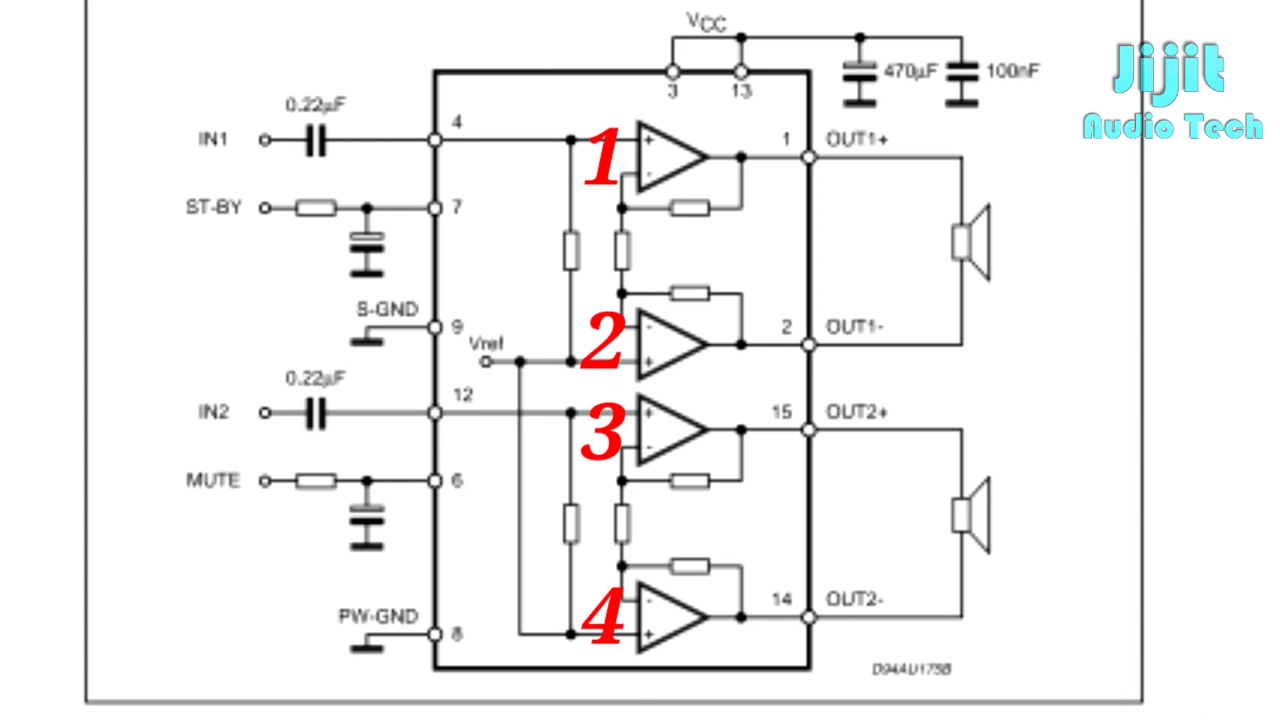 VCC
470µF 100nF
3 13
Jijit
Audio Tech
0.22µF
IN1 4 1 + 1 OUT1+
-
ST-BY 7
S-GND
9
Vref
2 - 2 OUT1-
+
0.22µF
IN2 12 3 + 15 OUT2+
-
MUTE 6
PW-GND
8
4 - 14 OUT2-
+
D94AU175B